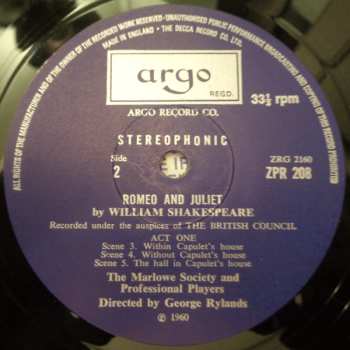 ALL RIGHTS OF THE MANUFACTURER AND OF THE OWNER OF THE RECORDED WORK RESERVED—UNAUTHORISED PUBLIC PERFORMANCE BROADCASTING AND COPYING OF THIS RECORD PROHIBITED
MADE IN ENGLAND · THE DECCA RECORD CO. LTD.
argo
REGD.
33⅓ rpm
ARGO RECORD CO.
STEREOPHONIC
Side
2
ZRG 2160
ZPR 208
ROMEO AND JULIET
by WILLIAM SHAKESPEARE
Recorded under the auspices of THE BRITISH COUNCIL
ACT ONE
Scene 3. Within Capulet's house
Scene 4. Without Capulet's house
Scene 5. The hall in Capulet's house
The Marlowe Society and
Professional Players
Directed by George Rylands
℗ 1960